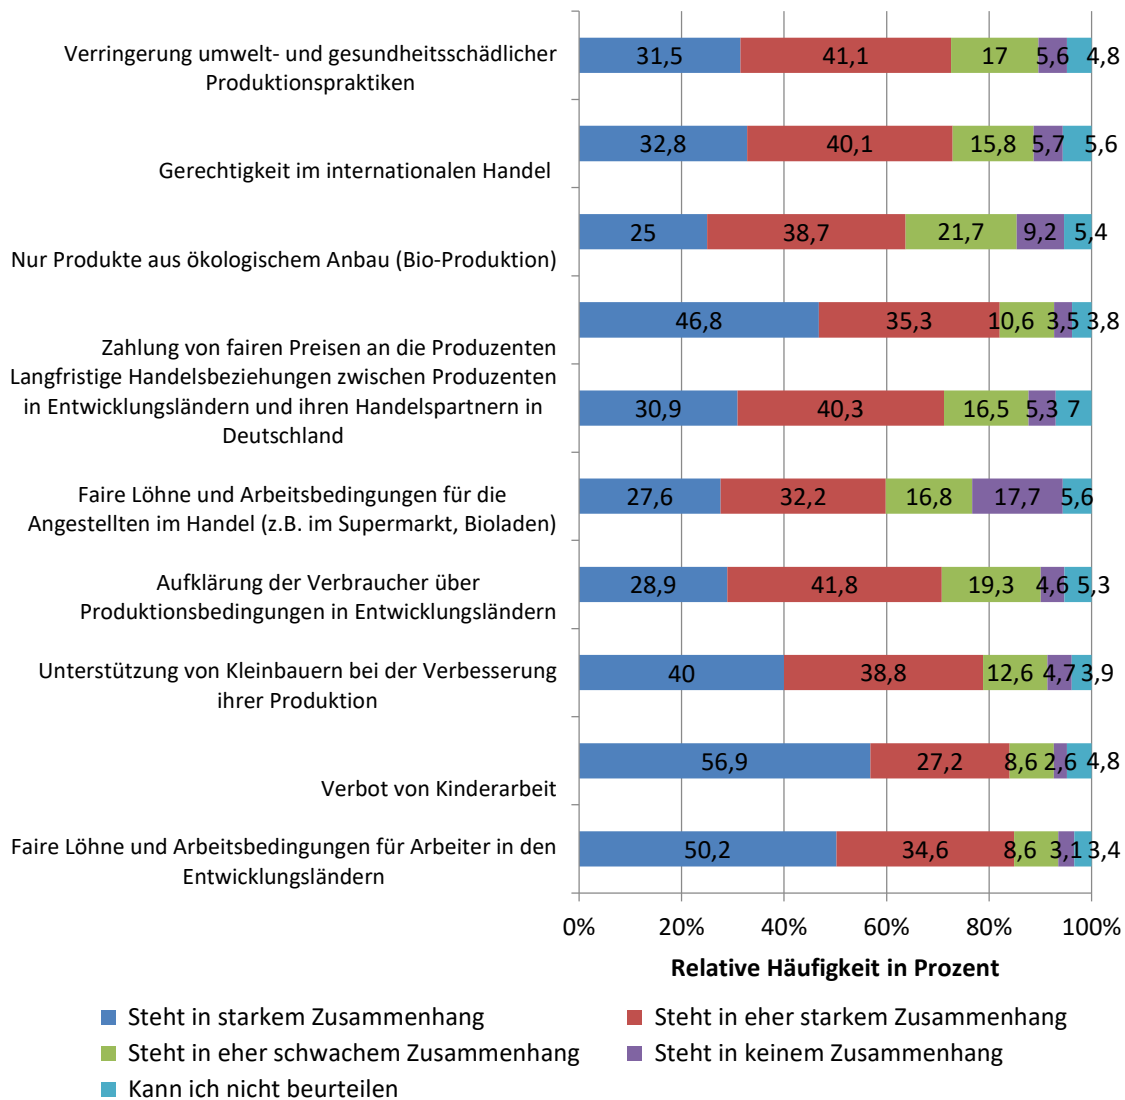 Verringerung umwelt- und gesundheitsschädlicher
Produktionspraktiken
31,5 41,1 17 5,6 4,8
Gerechtigkeit im internationalen Handel
32,8 40,1 15,8 5,7 5,6
Nur Produkte aus ökologischem Anbau (Bio-Produktion)
25 38,7 21,7 9,2 5,4
Zahlung von fairen Preisen an die Produzenten
46,8 35,3 10,6 3,5 3,8
Langfristige Handelsbeziehungen zwischen Produzenten
in Entwicklungsländern und ihren Handelspartnern in
Deutschland
30,9 40,3 16,5 5,3 7
Faire Löhne und Arbeitsbedingungen für die
Angestellten im Handel (z.B. im Supermarkt, Bioladen)
27,6 32,2 16,8 17,7 5,6
Aufklärung der Verbraucher über
Produktionsbedingungen in Entwicklungsländern
28,9 41,8 19,3 4,6 5,3
Unterstützung von Kleinbauern bei der Verbesserung
ihrer Produktion
40 38,8 12,6 4,7 3,9
Verbot von Kinderarbeit
56,9 27,2 8,6 2,6 4,8
Faire Löhne und Arbeitsbedingungen für Arbeiter in den
Entwicklungsländern
50,2 34,6 8,6 3,1 3,4
0% 20% 40% 60% 80% 100%
Relative Häufigkeit in Prozent
Steht in starkem Zusammenhang
Steht in eher starkem Zusammenhang
Steht in eher schwachem Zusammenhang
Steht in keinem Zusammenhang
Kann ich nicht beurteilen